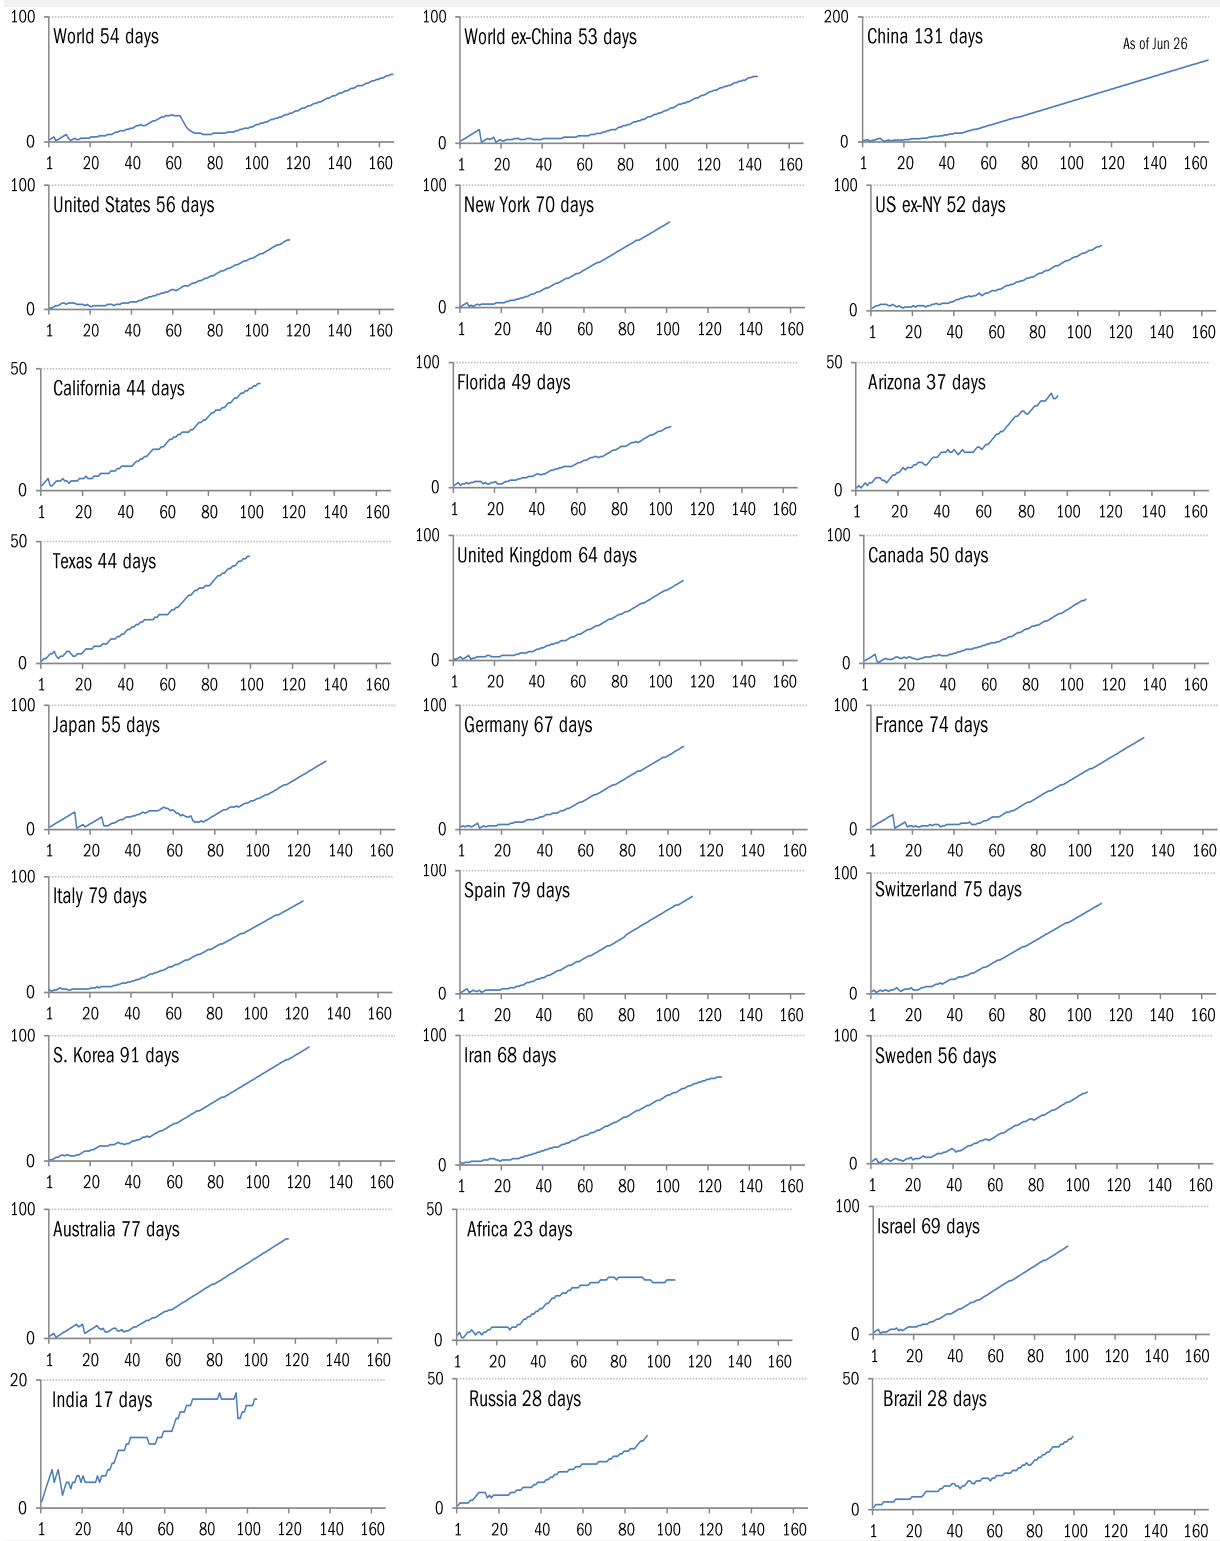 100 World 54 days 0 1 20 40 60 80 100 120 140 160
100 World ex-China 53 days 0 1 20 40 60 80 100 120 140 160
200 China 131 days As of Jun 26 0 1 20 40 60 80 100 120 140 160
100 United States 56 days 0 1 20 40 60 80 100 120 140 160
100 New York 70 days 0 1 20 40 60 80 100 120 140 160
100 US ex-NY 52 days 0 1 20 40 60 80 100 120 140 160
50 California 44 days 0 1 20 40 60 80 100 120 140 160
100 Florida 49 days 0 1 20 40 60 80 100 120 140 160
50 Arizona 37 days 0 1 20 40 60 80 100 120 140 160
50 Texas 44 days 0 1 20 40 60 80 100 120 140 160
100 United Kingdom 64 days 0 1 20 40 60 80 100 120 140 160
100 Canada 50 days 0 1 20 40 60 80 100 120 140 160
100 Japan 55 days 0 1 20 40 60 80 100 120 140 160
100 Germany 67 days 0 1 20 40 60 80 100 120 140 160
100 France 74 days 0 1 20 40 60 80 100 120 140 160
100 Italy 79 days 0 1 20 40 60 80 100 120 140 160
100 Spain 79 days 0 1 20 40 60 80 100 120 140 160
100 Switzerland 75 days 0 1 20 40 60 80 100 120 140 160
100 S. Korea 91 days 0 1 20 40 60 80 100 120 140 160
100 Iran 68 days 0 1 20 40 60 80 100 120 140 160
100 Sweden 56 days 0 1 20 40 60 80 100 120 140 160
100 Australia 77 days 0 1 20 40 60 80 100 120 140 160
50 Africa 23 days 0 1 20 40 60 80 100 120 140 160
100 Israel 69 days 0 1 20 40 60 80 100 120 140 160
20 India 17 days 0 1 20 40 60 80 100 120 140 160
50 Russia 28 days 0 1 20 40 60 80 100 120 140 160
50 Brazil 28 days 0 1 20 40 60 80 100 120 140 160